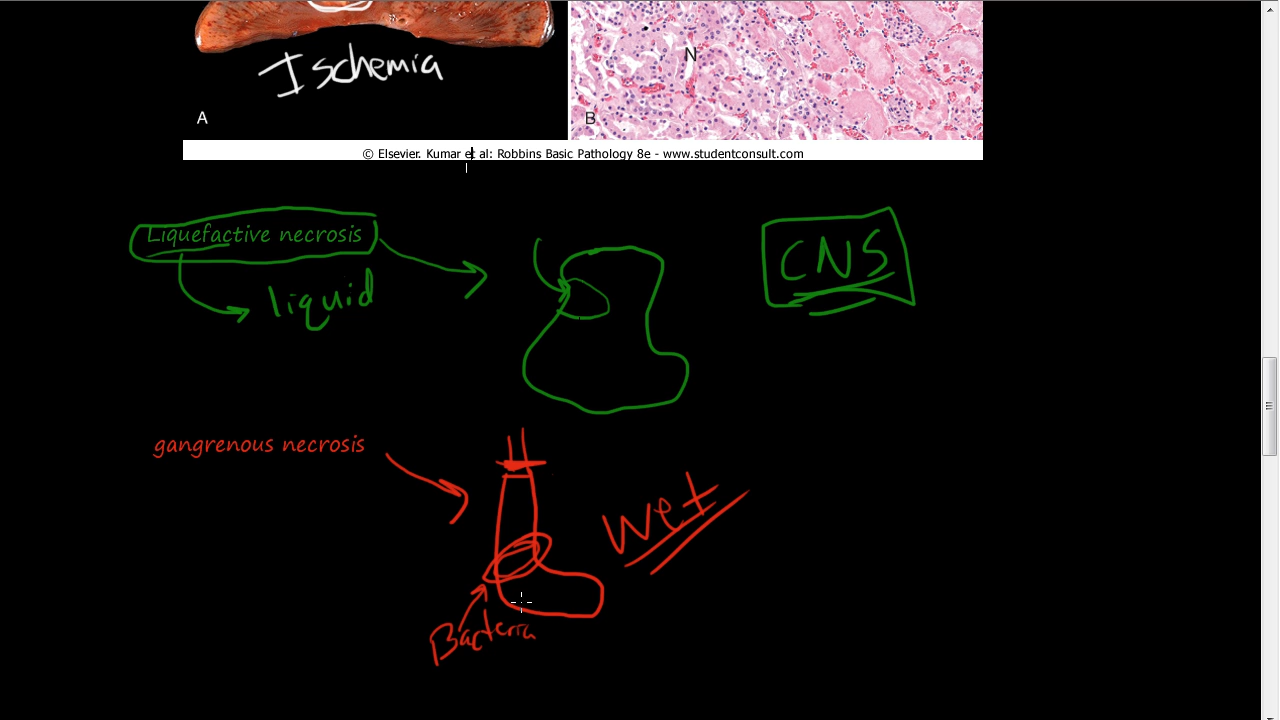 Ischemia
A
N
B
© Elsevier. Kumar et al: Robbins Basic Pathology 8e - www.studentconsult.com
Liquefactive necrosis
CNS
liquid
gangrenous necrosis
Wet
Bacteria